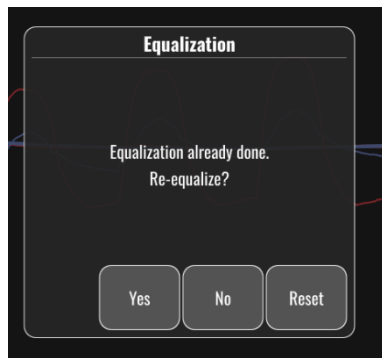 Equalization
Equalization already done.
Re-equalize?
Yes
No
Reset